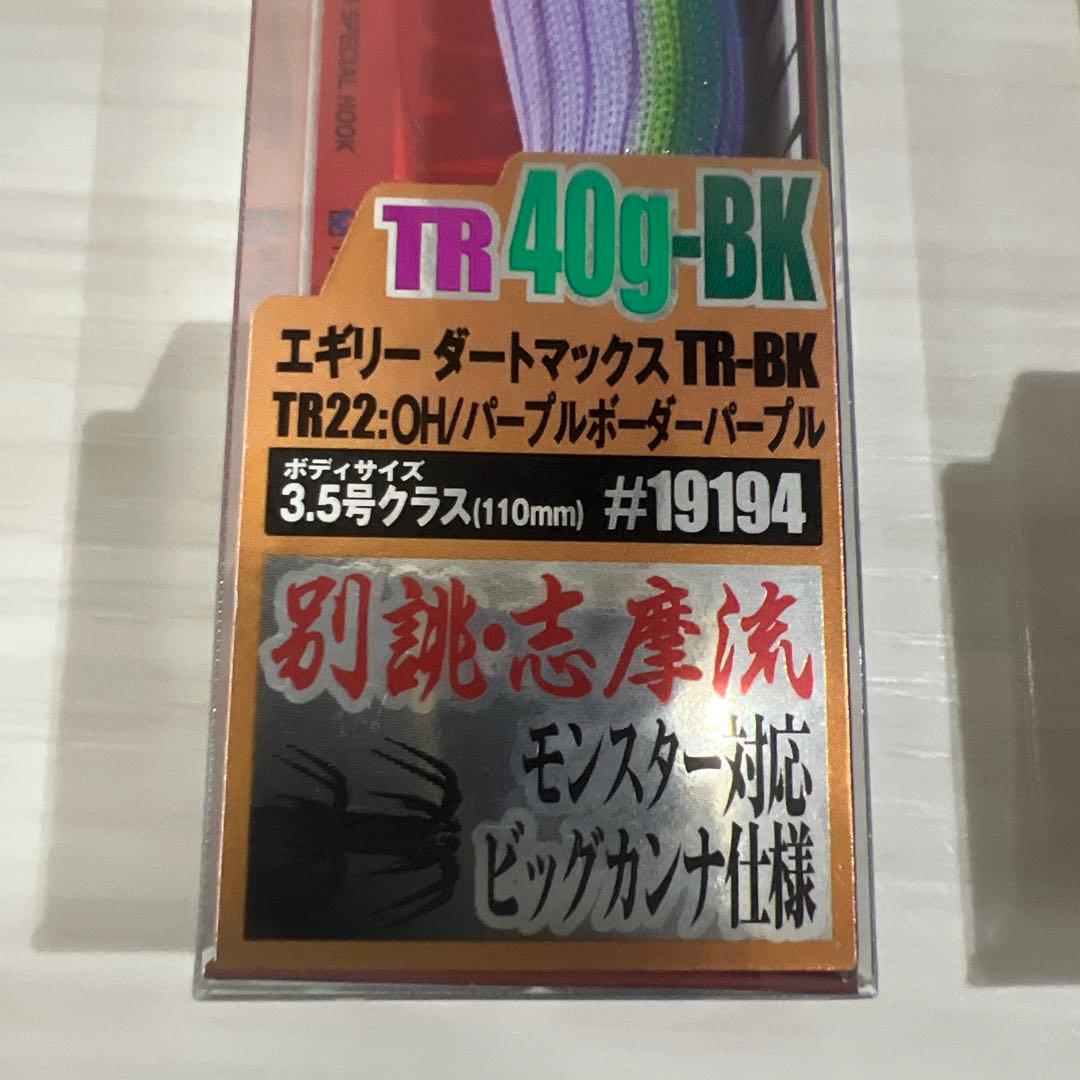 SPECIAL HOOK
TR 40g-BK
エギリー ダートマックス TR-BK
TR22:OH/パープルボーダーパープル
ボディサイズ
3.5号クラス(110mm) #19194
別誂・志摩流
モンスター対応
ビッグカンナ仕様